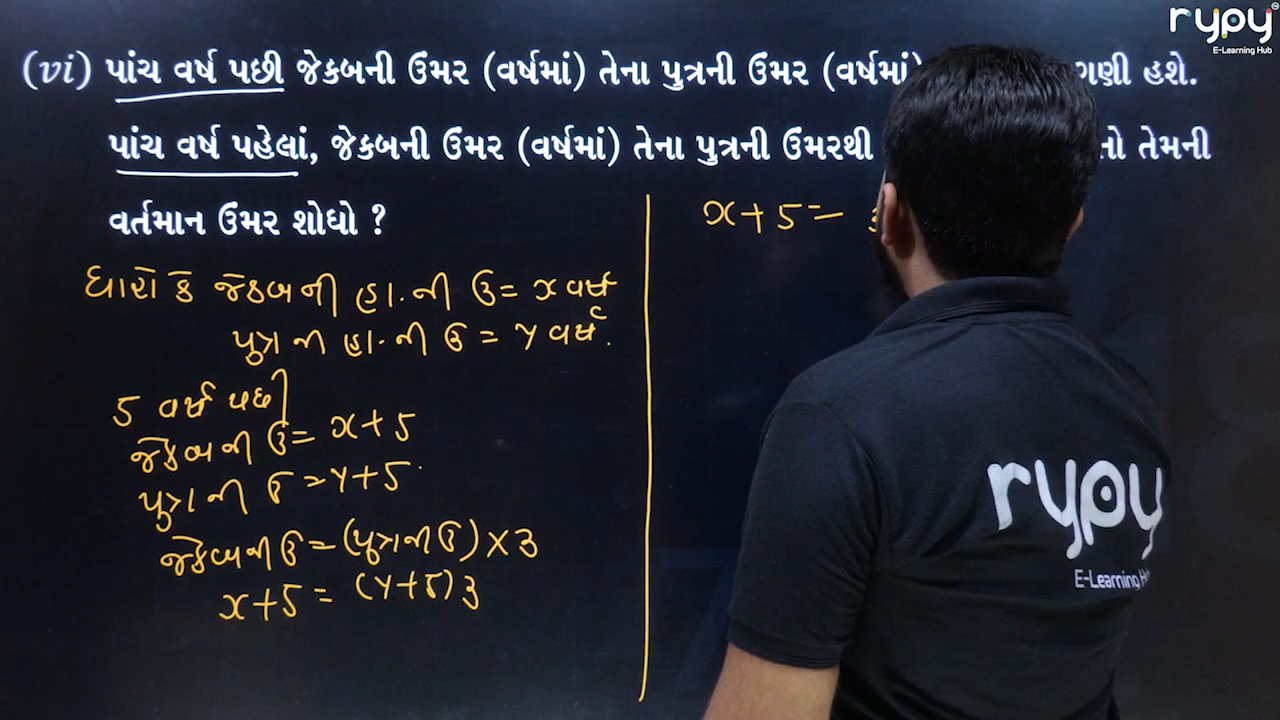 rypy
E-Learning Hub
(vi) પાંચ વર્ષ પછી જેકબની ઉંમર (વર્ષમાં) તેના પુત્રની ઉંમર (વર્ષમાં) ગણી હશે.
પાંચ વર્ષ પહેલાં, જેકબની ઉંમર (વર્ષમાં) તેના પુત્રની ઉંમરથી તો તેમની
વર્તમાન ઉંમર શોધો ?
ધારો કે જેકબની હા.ની ઉ = x વર્ષ
પુત્રની હા.ની ઉ = y વર્ષ.
5 વર્ષ પછી
જેકબની ઉ = x+5
પુત્રની ઉ = y+5
જેકબની ઉ = (પુત્રની ઉ) × 3
x+5 = (y+5)3
x+5 =
rypy
E-Learning